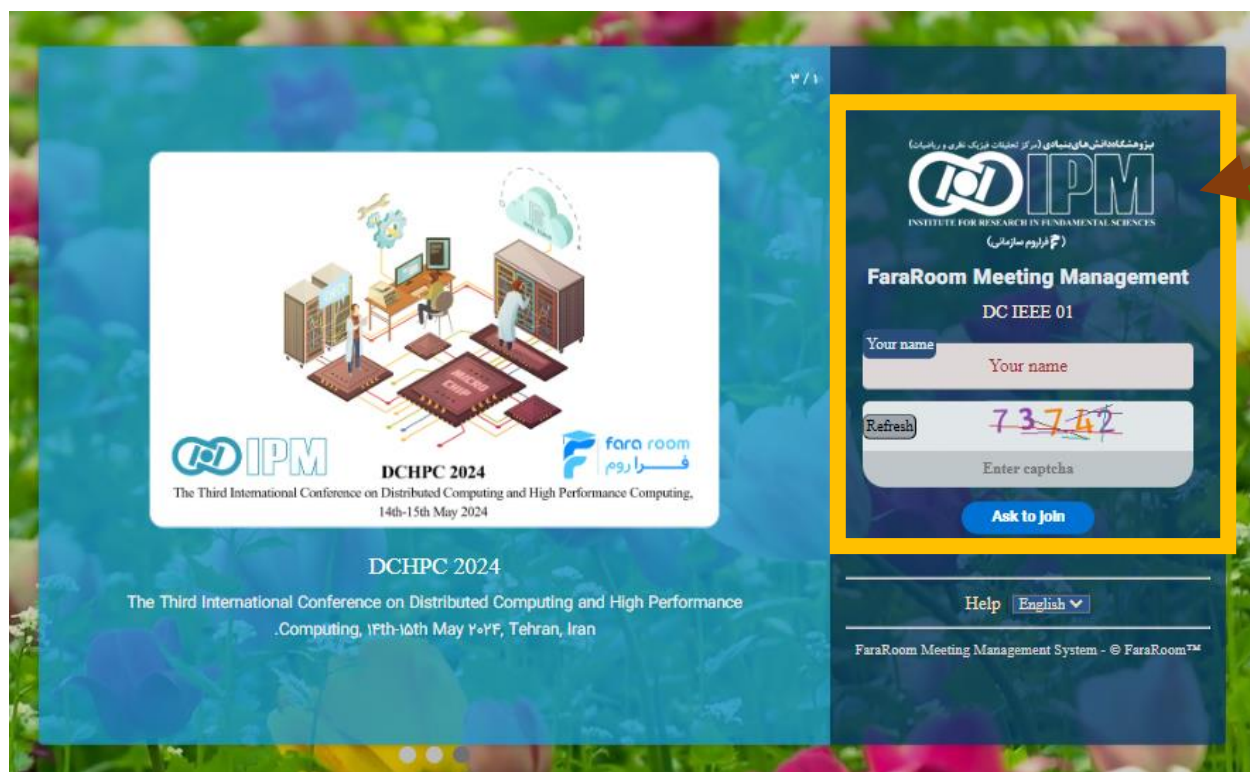 ۳ / ۱
MICRO
CHIP
IPM
fara room
فــــرا روم
DCHPC 2024
The Third International Conference on Distributed Computing and High Performance Computing,
14th-15th May 2024
DCHPC 2024
The Third International Conference on Distributed Computing and High Performance
.Computing, ۱۴th-۱۵th May ۲۰۲۴, Tehran, Iran
پژوهشگاه دانش‌های بنیادی (مرکز تحقیقات فیزیک نظری و ریاضیات)
IPM
INSTITUTE FOR RESEARCH IN FUNDAMENTAL SCIENCES
(فراروم سازمانی)
FaraRoom Meeting Management
DC IEEE 01
Your name
Your name
Refresh
73742
Enter captcha
Ask to join
Help English
FaraRoom Meeting Management System - © FaraRoom™